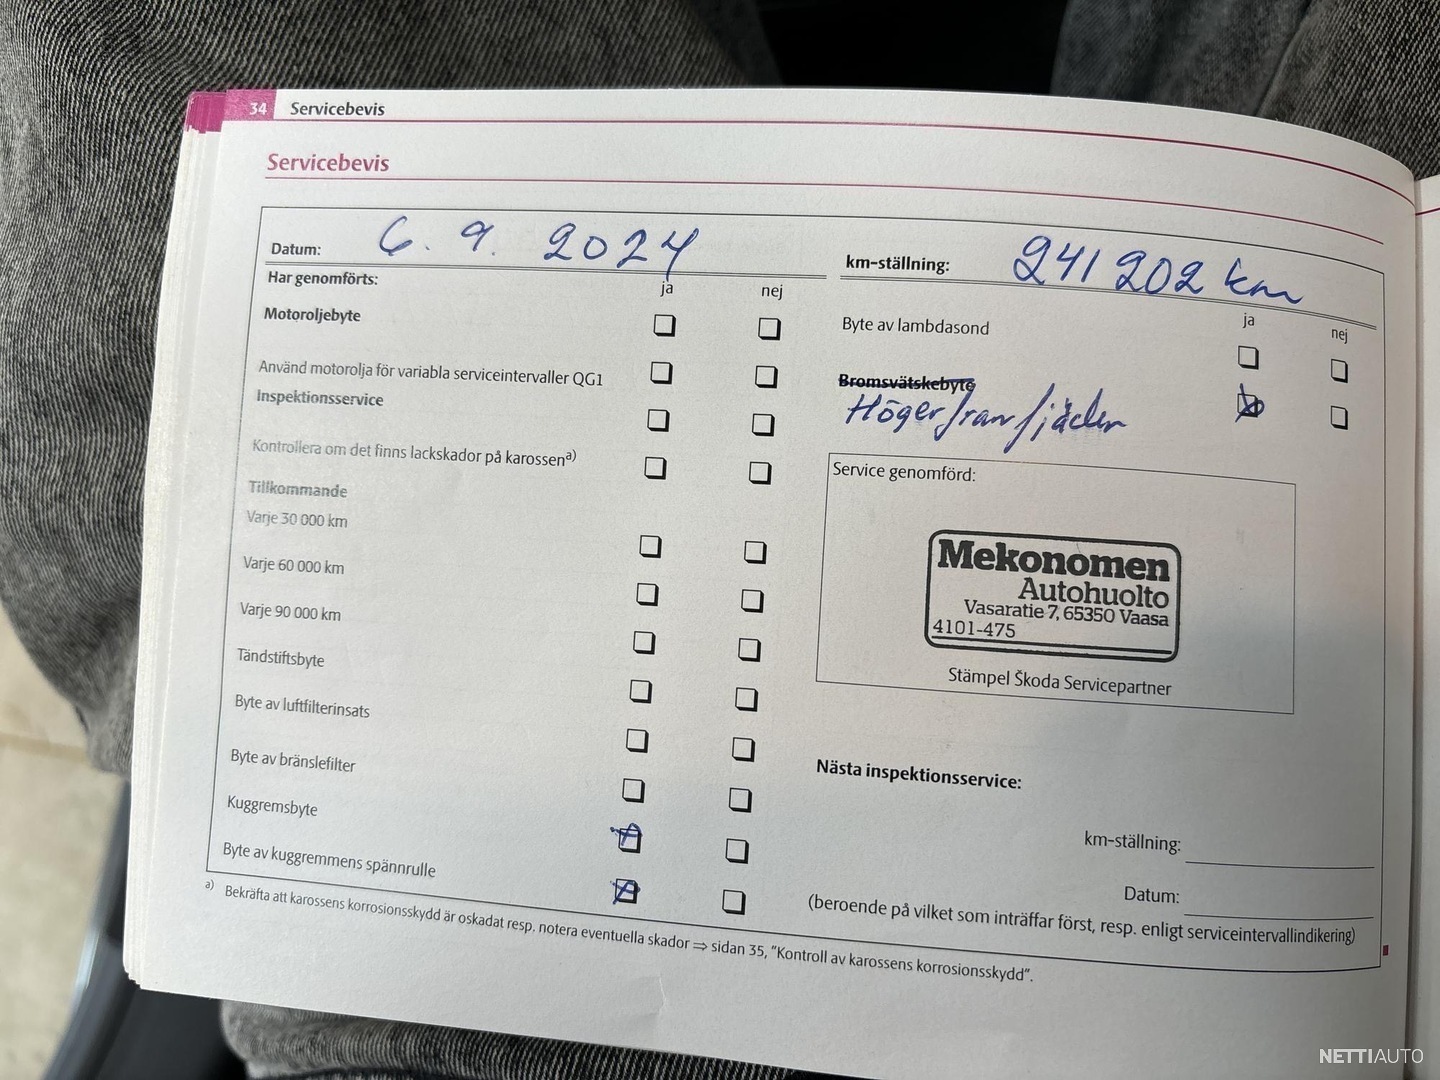 34 Servicebevis
Servicebevis
Datum: 6. 9. 2024
Har genomförts:
ja nej
Motoroljebyte
Använd motorolja för variabla serviceintervaller QG1
Inspektionsservice
Kontrollera om det finns lackskador på karossen a)
Tillkommande
Varje 30 000 km
Varje 60 000 km
Varje 90 000 km
Tändstiftsbyte
Byte av luftfilterinsats
Byte av bränslefilter
Kuggremsbyte
Byte av kuggremmens spännrulle
km-ställning: 241 202 km
ja nej
Byte av lambdasond
Bromsvätskebyte
Höger fram fjäder
Service genomförd:
Mekonomen
Autohuolto
Vasaratie 7, 65350 Vaasa
4101-475
Stämpel Škoda Servicepartner
Nästa inspektionsservice:
km-ställning:
Datum:
(beroende på vilket som inträffar först, resp. enligt serviceintervallindikering)
a) Bekräfta att karossens korrosionsskydd är oskadat resp. notera eventuella skador ⇒ sidan 35, "Kontroll av karossens korrosionsskydd".
NETTIAUTO